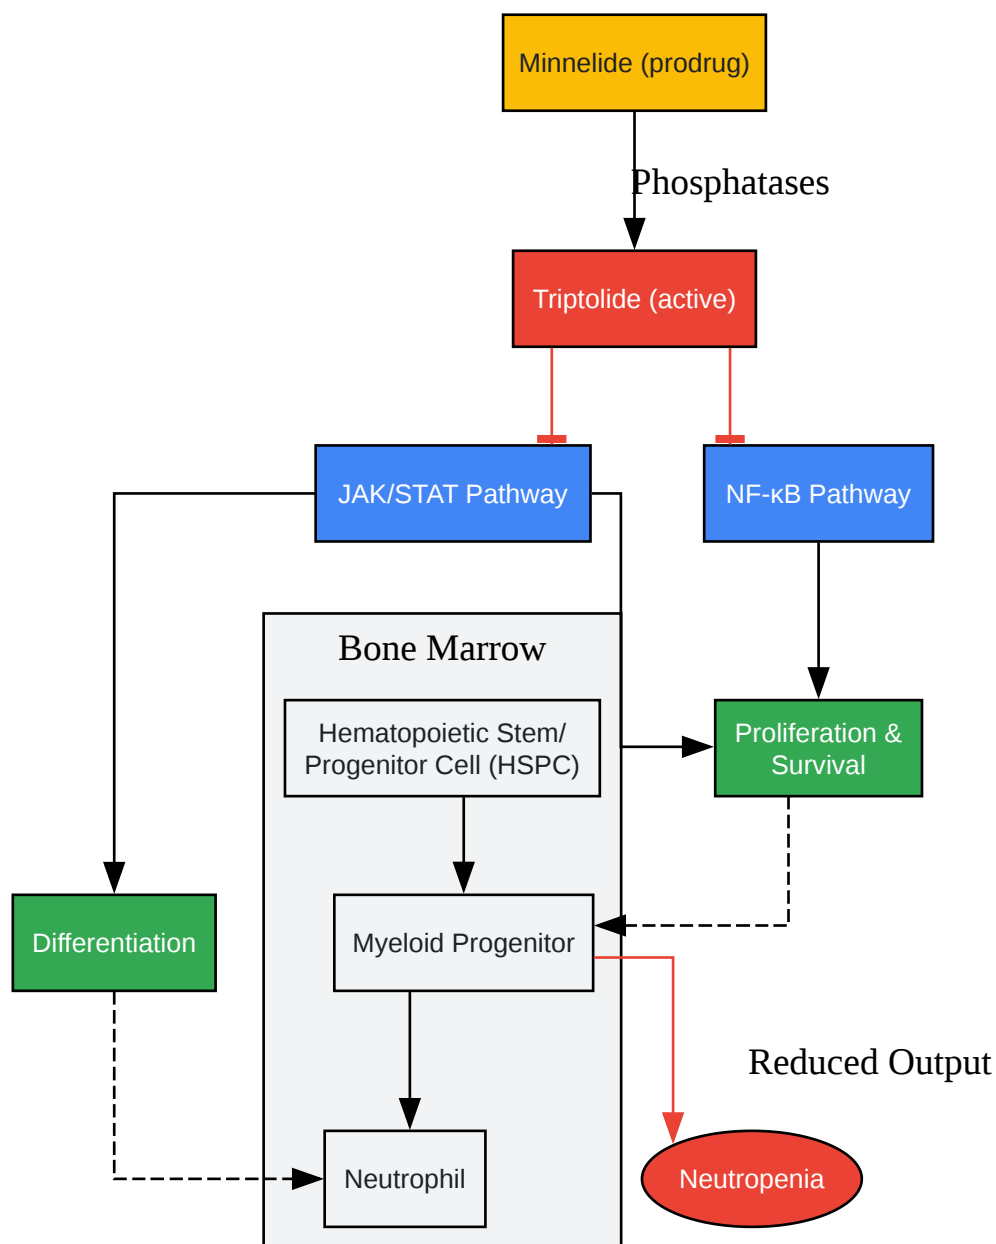 Minnelide (prodrug)
Phosphatases
Triptolide (active)
JAK/STAT Pathway
NF-κB Pathway
Bone Marrow
Hematopoietic Stem/
Progenitor Cell (HSPC)
Proliferation &
Survival
Differentiation
Myeloid Progenitor
Reduced Output
Neutrophil
Neutropenia